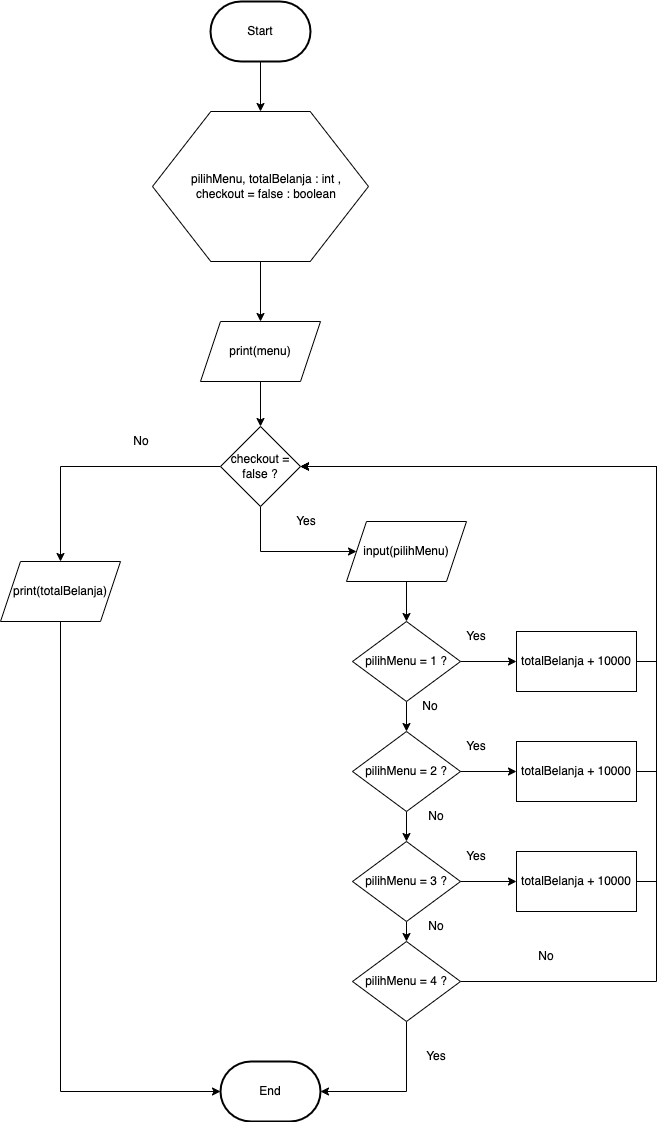 Start
pilihMenu, totalBelanja : int ,
checkout = false : boolean
print(menu)
No
checkout =
false ?
Yes
input(pilihMenu)
print(totalBelanja)
pilihMenu = 1 ?
Yes
totalBelanja + 10000
No
pilihMenu = 2 ?
Yes
totalBelanja + 10000
No
pilihMenu = 3 ?
Yes
totalBelanja + 10000
No
pilihMenu = 4 ?
No
Yes
End